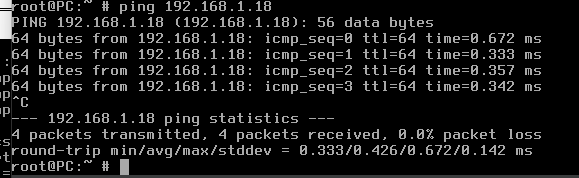 root@PC:~ # ping 192.168.1.18
PING 192.168.1.18 (192.168.1.18): 56 data bytes
64 bytes from 192.168.1.18: icmp_seq=0 ttl=64 time=0.672 ms
64 bytes from 192.168.1.18: icmp_seq=1 ttl=64 time=0.333 ms
64 bytes from 192.168.1.18: icmp_seq=2 ttl=64 time=0.357 ms
64 bytes from 192.168.1.18: icmp_seq=3 ttl=64 time=0.342 ms
^C
--- 192.168.1.18 ping statistics ---
4 packets transmitted, 4 packets received, 0.0% packet loss
round-trip min/avg/max/stddev = 0.333/0.426/0.672/0.142 ms
root@PC:~ #